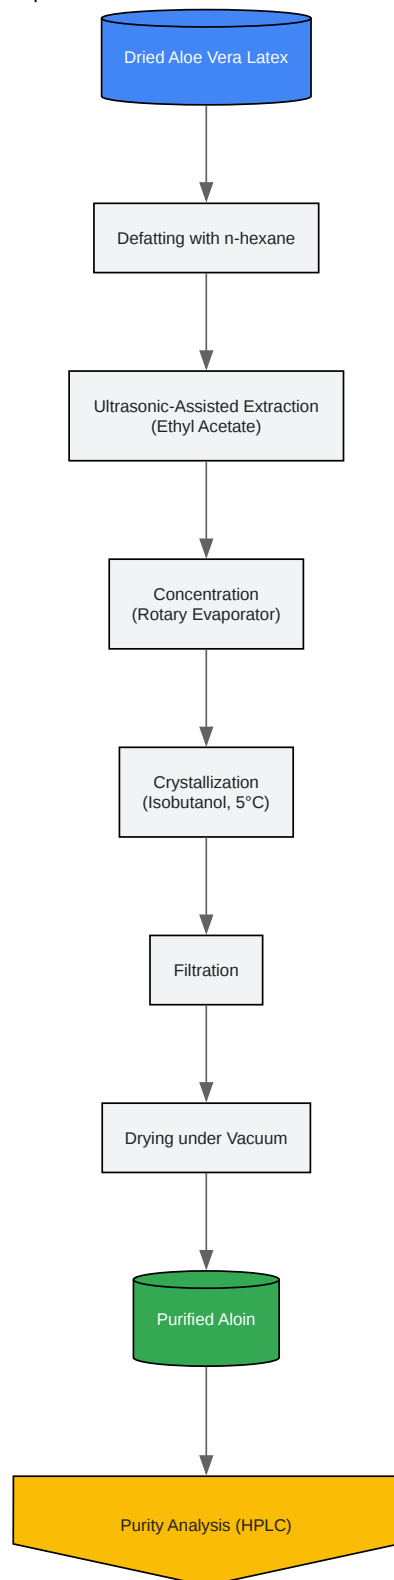 Dried Aloe Vera Latex
Defatting with n-hexane
Ultrasonic-Assisted Extraction
(Ethyl Acetate)
Concentration
(Rotary Evaporator)
Crystallization
(Isobutanol, 5°C)
Filtration
Drying under Vacuum
Purified Aloin
Purity Analysis (HPLC)